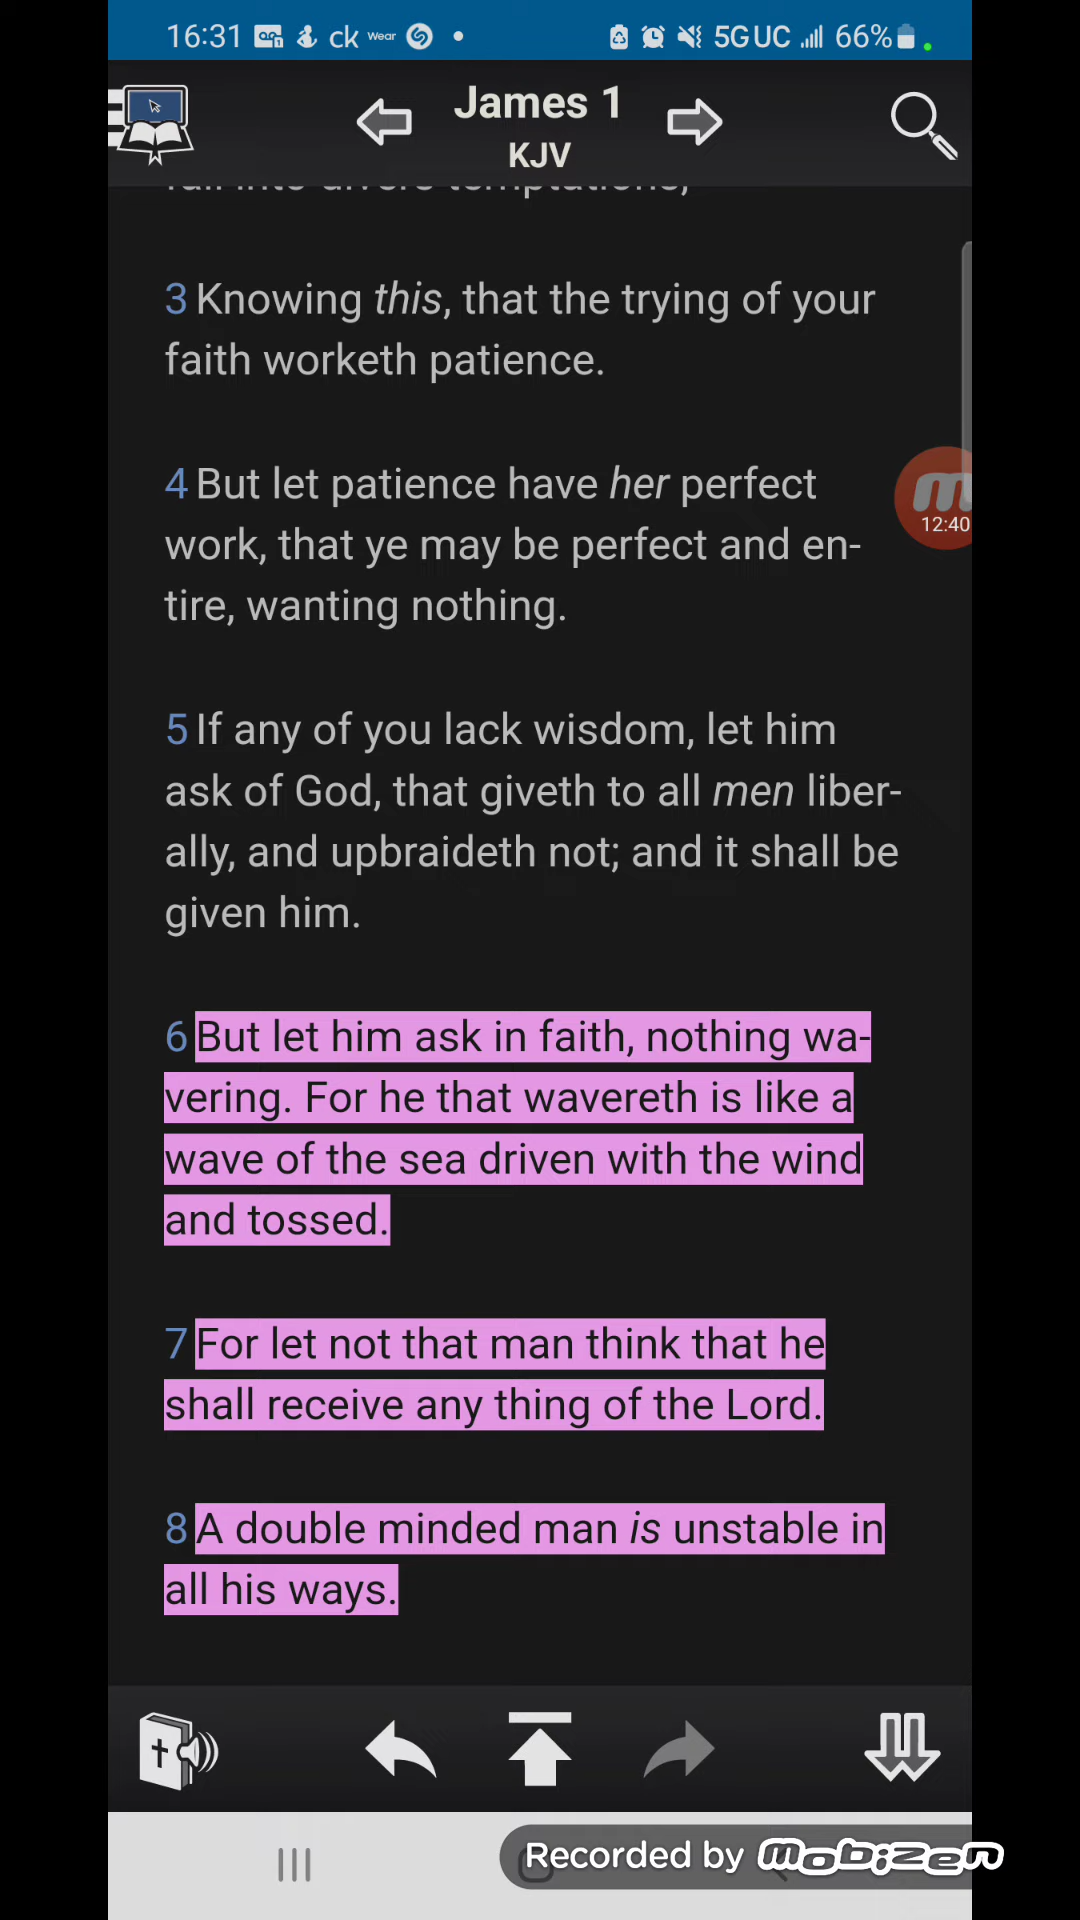 16:31 ck Wear 5G UC 66%
James 1
KJV
fall into divers temptations;
3 Knowing this, that the trying of your
faith worketh patience.
4 But let patience have her perfect
work, that ye may be perfect and en-
tire, wanting nothing.
12:40
5 If any of you lack wisdom, let him
ask of God, that giveth to all men liber-
ally, and upbraideth not; and it shall be
given him.
6 But let him ask in faith, nothing wa-
vering. For he that wavereth is like a
wave of the sea driven with the wind
and tossed.
7 For let not that man think that he
shall receive any thing of the Lord.
8 A double minded man is unstable in
all his ways.
Recorded by mobizen